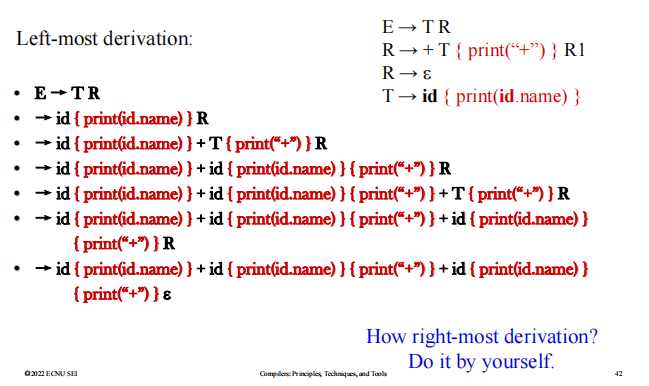 Left-most derivation:
E → T R
R → + T { print(“+”) } R1
R → ε
T → id { print(id.name) }
• E → T R
• → id { print(id.name) } R
• → id { print(id.name) } + T { print(“+”) } R
• → id { print(id.name) } + id { print(id.name) } { print(“+”) } R
• → id { print(id.name) } + id { print(id.name) } { print(“+”) } + T { print(“+”) } R
• → id { print(id.name) } + id { print(id.name) } { print(“+”) } + id { print(id.name) }
{ print(“+”) } R
• → id { print(id.name) } + id { print(id.name) } { print(“+”) } + id { print(id.name) }
{ print(“+”) } ε
How right-most derivation?
Do it by yourself.
©2022 ECNU SEI
Compilers: Principles, Techniques, and Tools
42